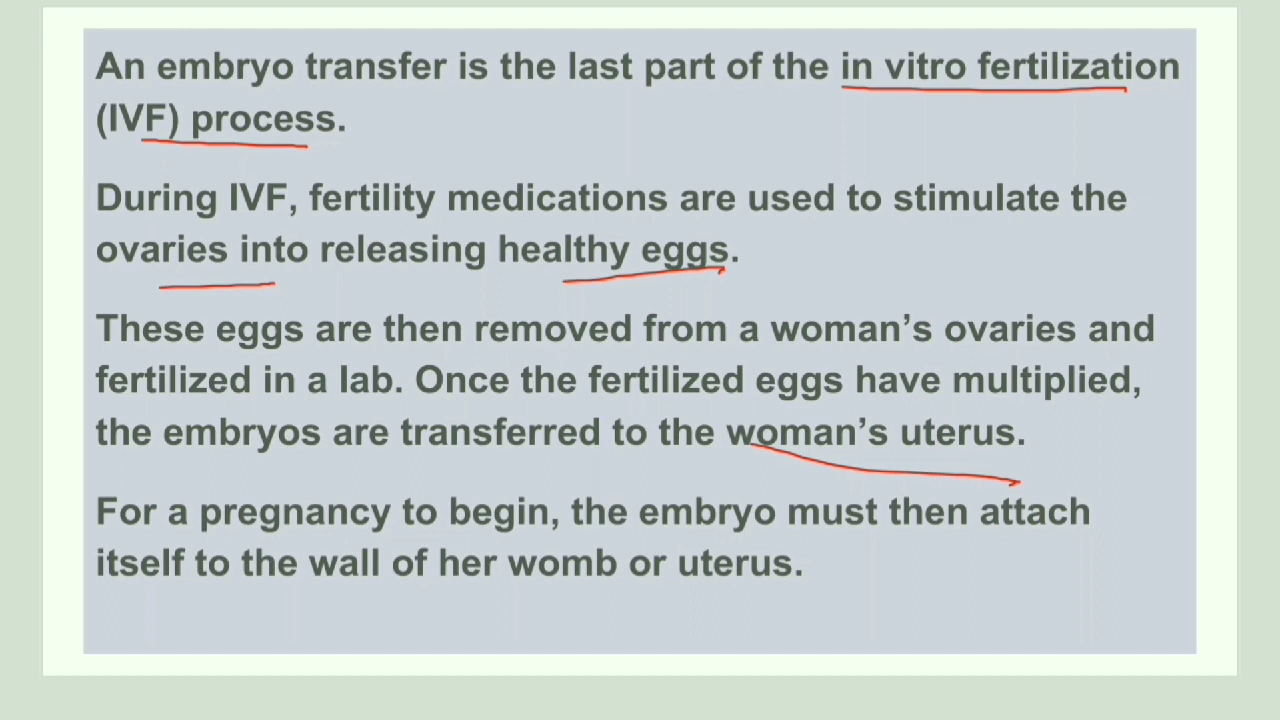 An embryo transfer is the last part of the in vitro fertilization
(IVF) process.
During IVF, fertility medications are used to stimulate the
ovaries into releasing healthy eggs.
These eggs are then removed from a woman’s ovaries and
fertilized in a lab. Once the fertilized eggs have multiplied,
the embryos are transferred to the woman’s uterus.
For a pregnancy to begin, the embryo must then attach
itself to the wall of her womb or uterus.